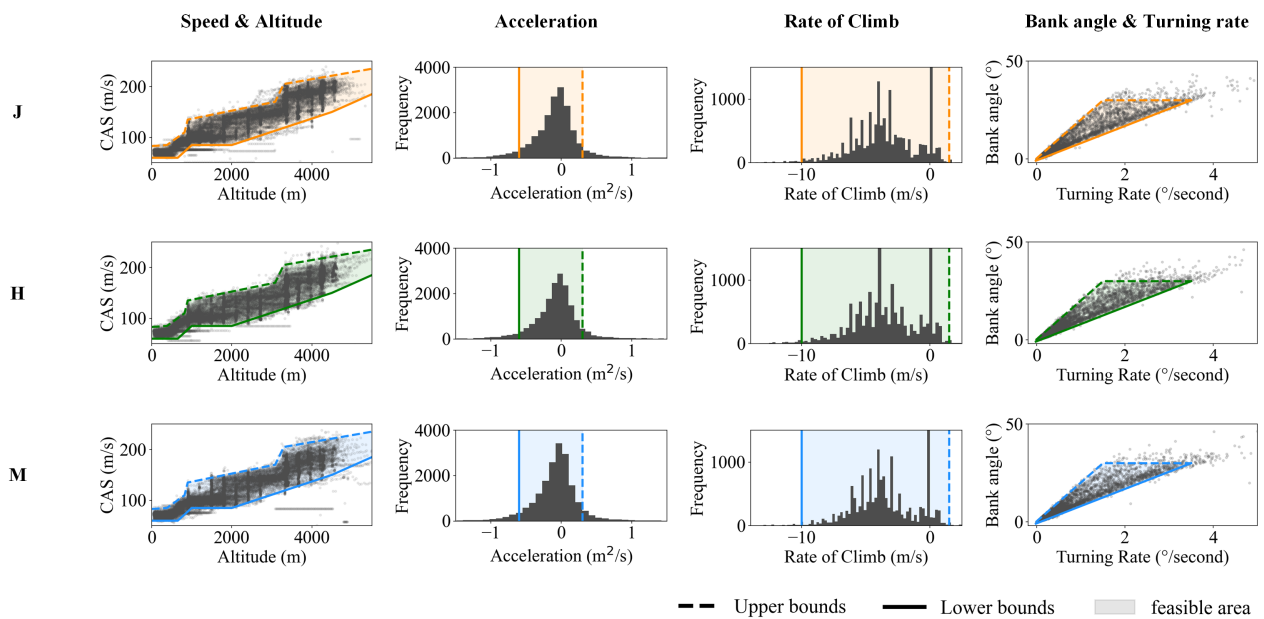 Speed & Altitude
Acceleration
Rate of Climb
Bank angle & Turning rate
J
CAS (m/s)
200
100
0
2000
4000
Altitude (m)
Frequency
4000
2000
0
−1
0
1
Acceleration (m²/s)
Frequency
1000
0
−10
0
Rate of Climb (m/s)
Bank angle (°)
50
0
0
2
4
Turning Rate (°/second)
H
CAS (m/s)
200
100
0
2000
4000
Altitude (m)
Frequency
4000
2000
0
−1
0
1
Acceleration (m²/s)
Frequency
1000
0
−10
0
Rate of Climb (m/s)
Bank angle (°)
50
0
0
2
4
Turning Rate (°/second)
M
CAS (m/s)
200
100
0
2000
4000
Altitude (m)
Frequency
4000
2000
0
−1
0
1
Acceleration (m²/s)
Frequency
1000
0
−10
0
Rate of Climb (m/s)
Bank angle (°)
50
0
0
2
4
Turning Rate (°/second)
Upper bounds
Lower bounds
feasible area